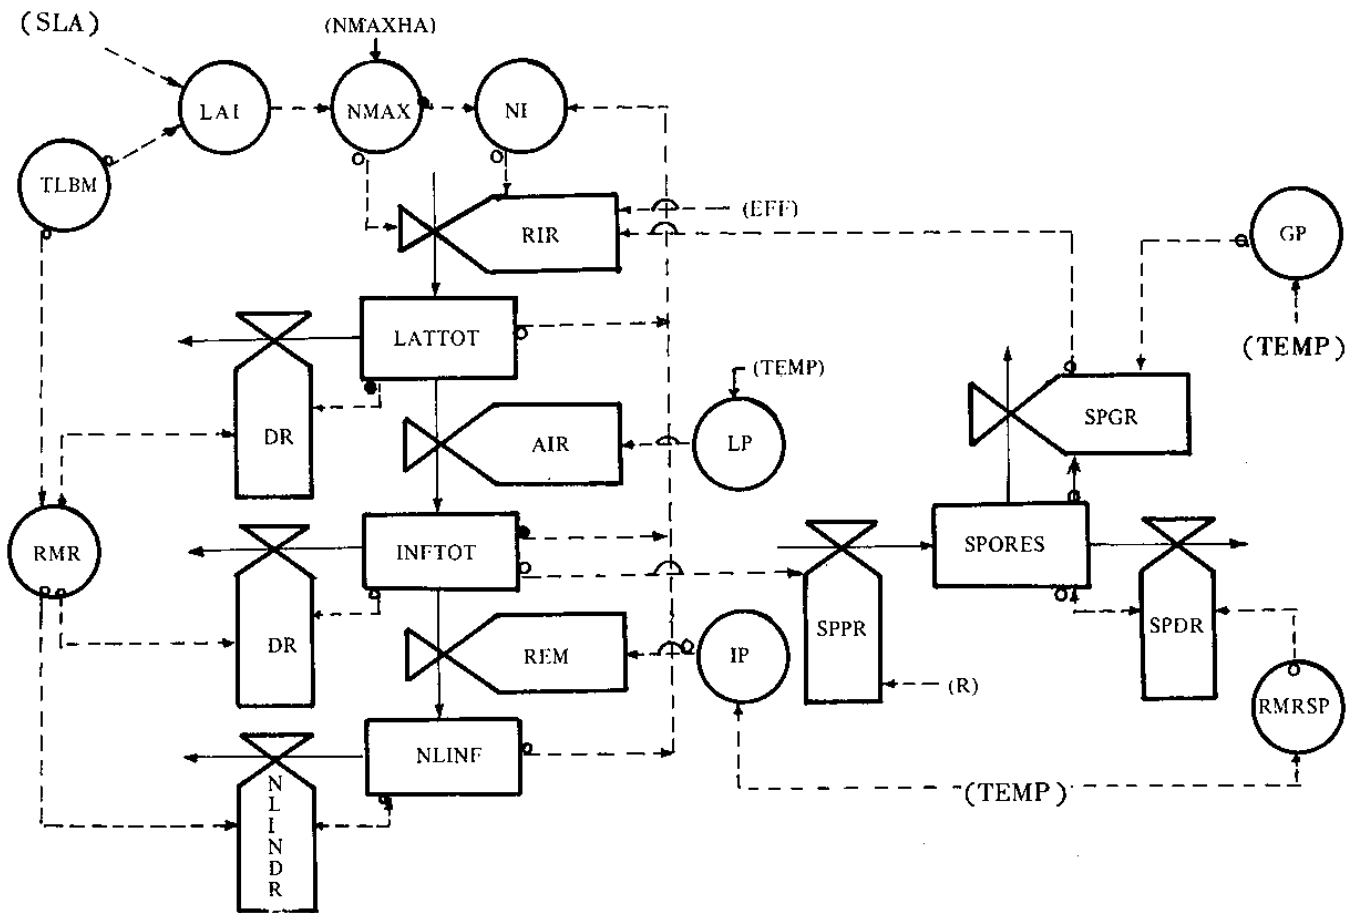 (SLA)
(NMAXHA)
LAI
NMAX
NI
TLBM
(EFF)
RIR
GP
LATTOT
(TEMP)
(TEMP)
SPGR
DR
AIR
LP
RMR
INFTOT
SPORES
DR
REM
IP
SPPR
SPDR
(R)
RMRSP
NLINF
(TEMP)
N
L
I
N
D
R